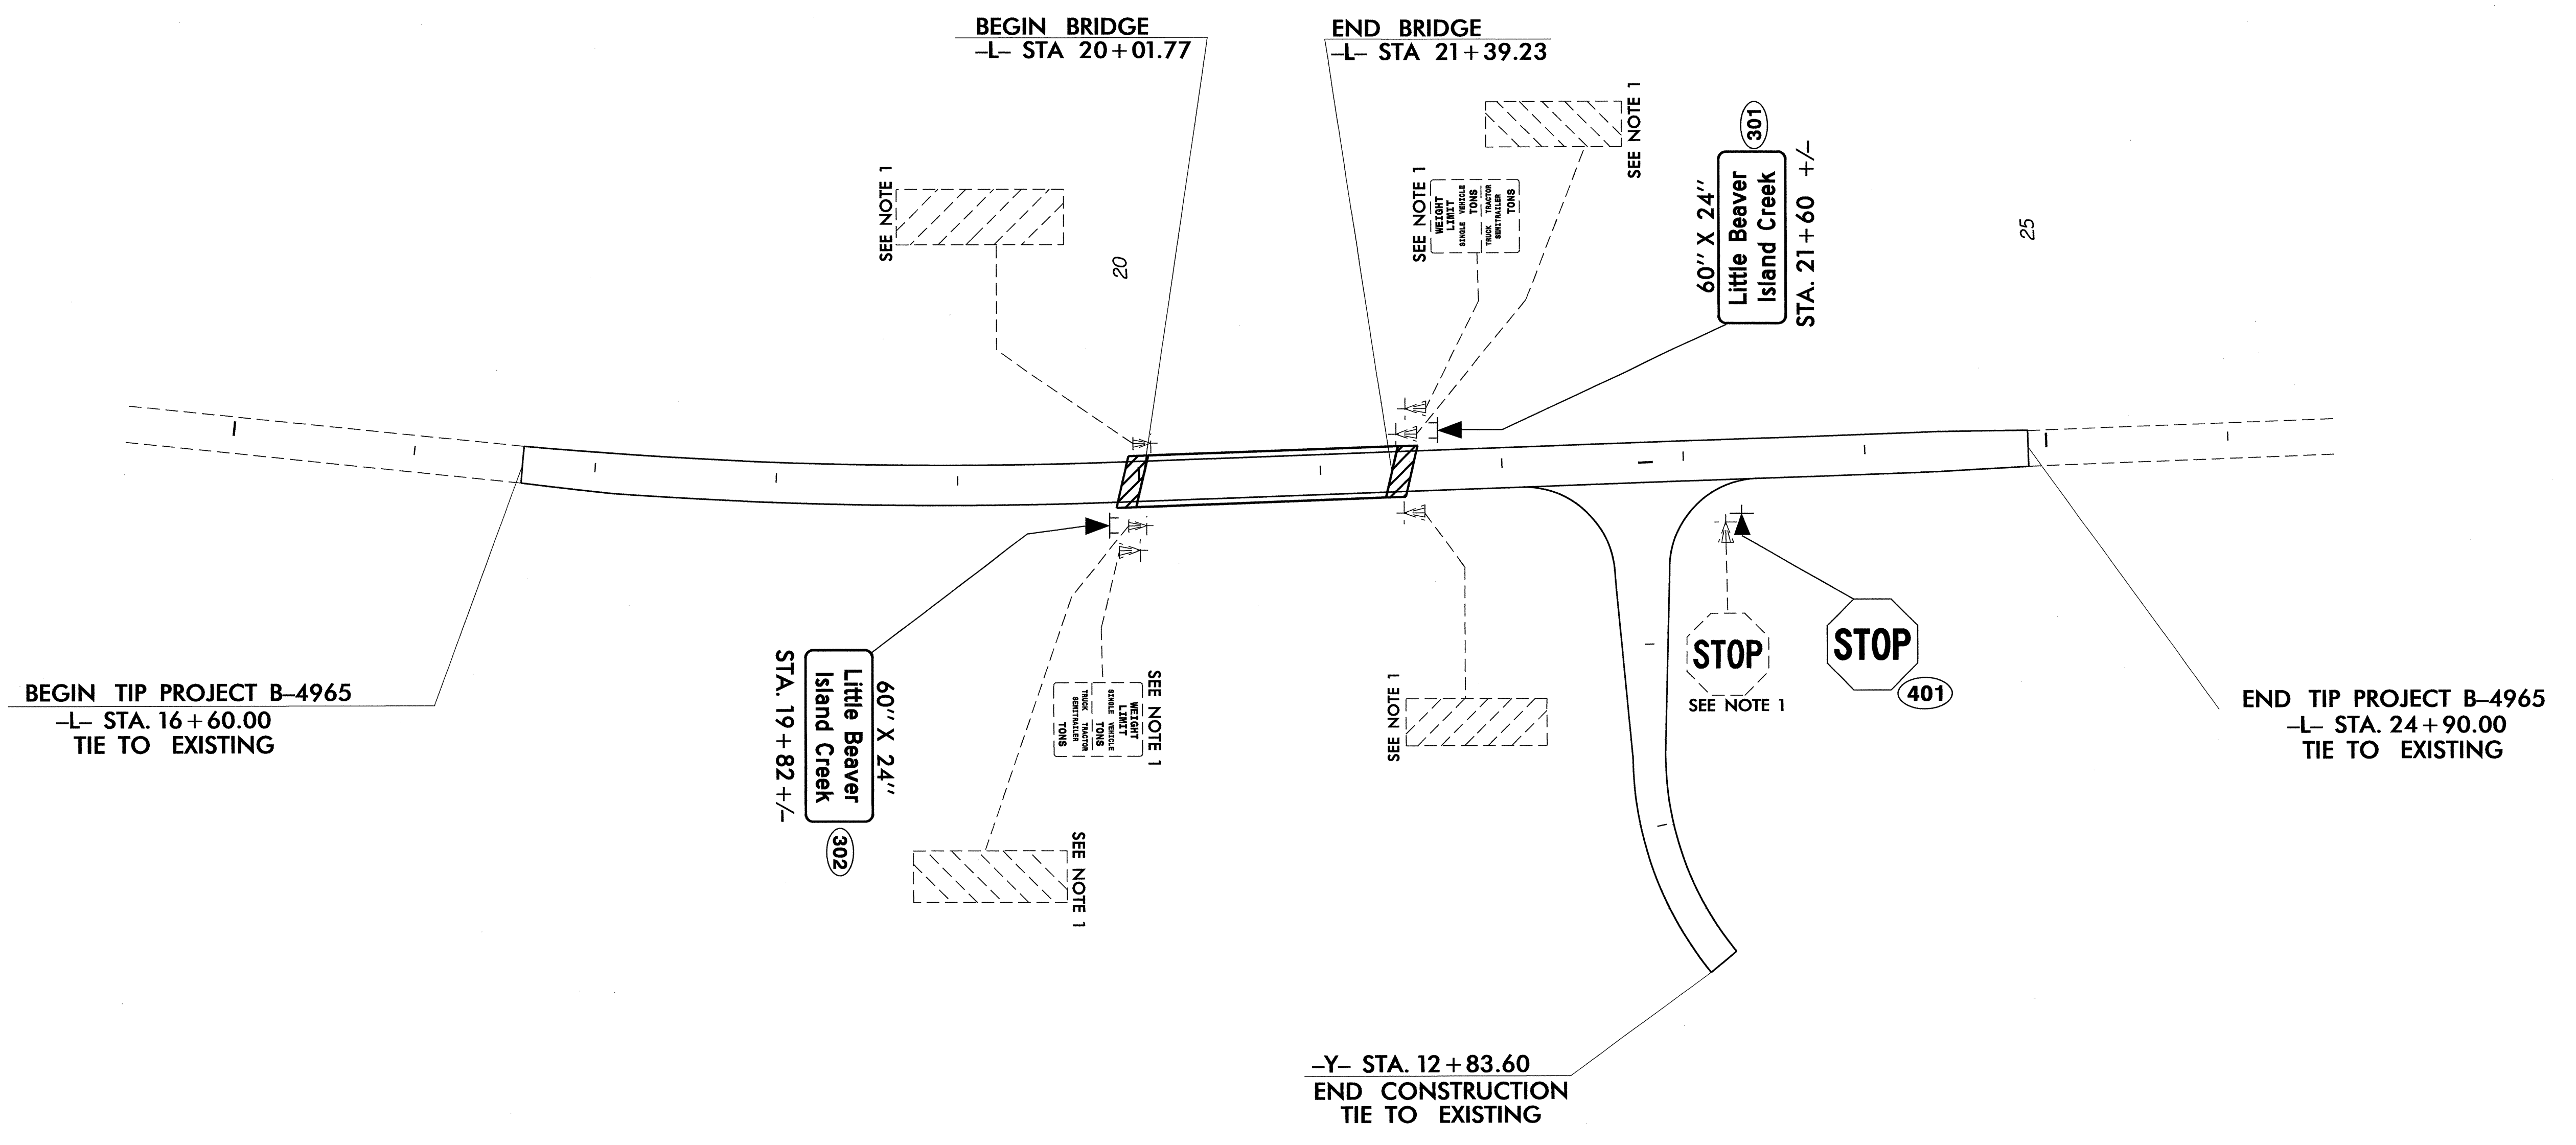 BEGIN BRIDGE
-L- STA 20+01.77
END BRIDGE
-L- STA 21+39.23
SEE NOTE 1
SEE NOTE 1
WEIGHT
LIMIT
SINGLE VEHICLE
TONS
TRUCK TRACTOR
SEMITRAILER
TONS
SEE NOTE 1
60" X 24"
Little Beaver
Island Creek
301
STA. 21+60 +/-
20
25
BEGIN TIP PROJECT B-4965
-L- STA. 16+60.00
TIE TO EXISTING
60" X 24"
Little Beaver
Island Creek
STA. 19+82 +/-
302
SEE NOTE 1
WEIGHT
LIMIT
SINGLE VEHICLE
TONS
TRUCK TRACTOR
SEMITRAILER
TONS
SEE NOTE 1
SEE NOTE 1
STOP
SEE NOTE 1
STOP
401
END TIP PROJECT B-4965
-L- STA. 24+90.00
TIE TO EXISTING
-Y- STA. 12+83.60
END CONSTRUCTION
TIE TO EXISTING